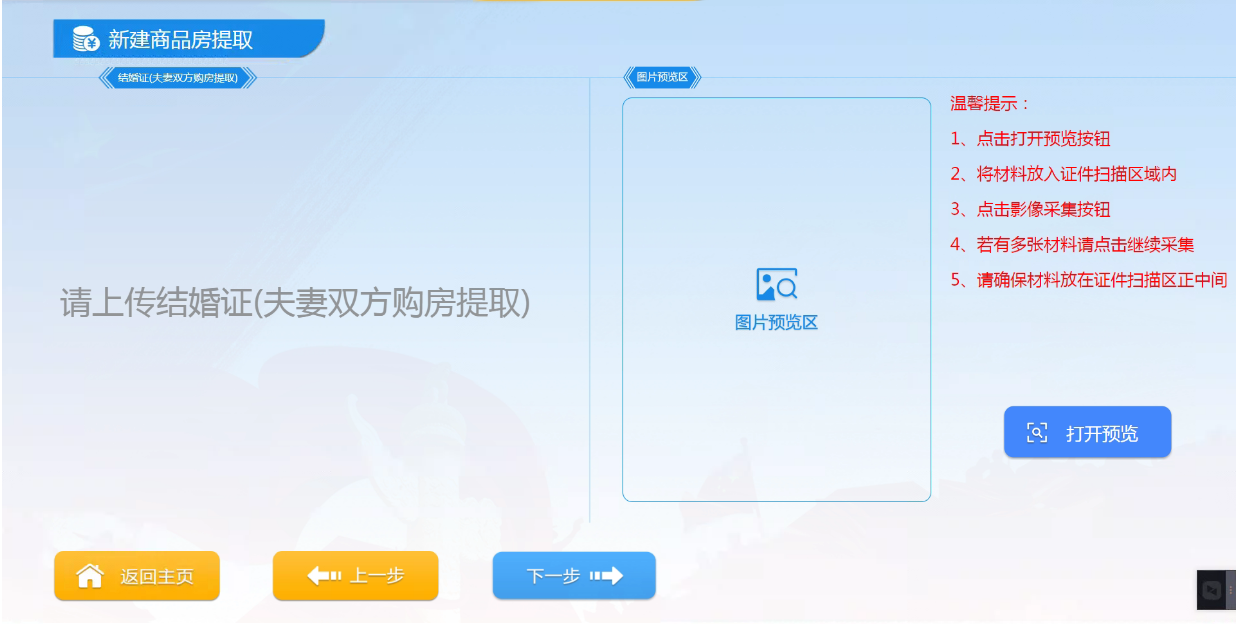 新建商品房提取
结婚证(夫妻双方购房提取)
图片预览区
温馨提示：
1、点击打开预览按钮
2、将材料放入证件扫描区域内
3、点击影像采集按钮
4、若有多张材料请点击继续采集
5、请确保材料放在证件扫描区正中间
请上传结婚证(夫妻双方购房提取)
图片预览区
打开预览
返回主页
上一步
下一步